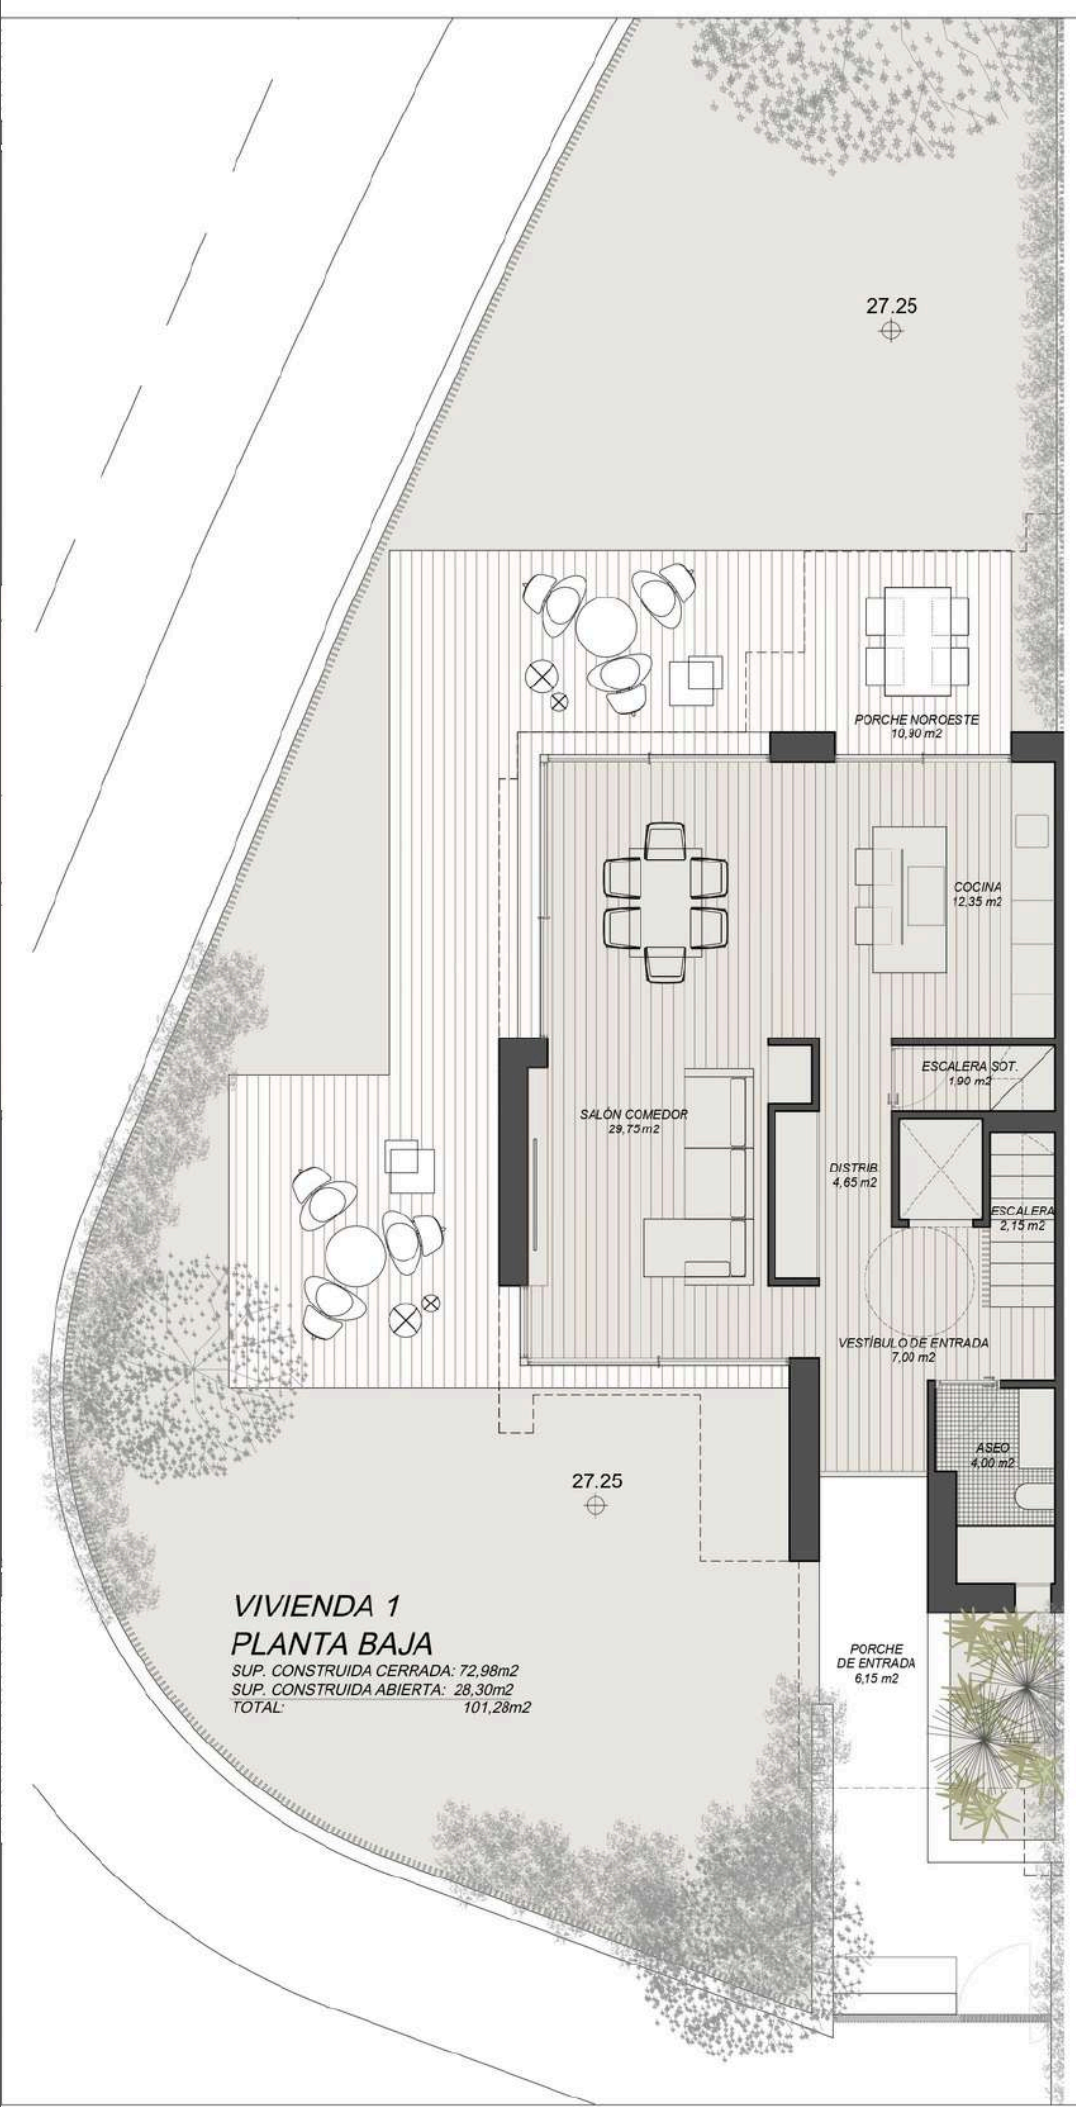 27.25
PORCHE NOROESTE
10,90 m2
COCINA
12,35 m2
ESCALERA SOT.
1,90 m2
SALÓN COMEDOR
29,75 m2
DISTRIB.
4,65 m2
ESCALERA
2,15 m2
VESTÍBULO DE ENTRADA
7,00 m2
ASEO
4,00 m2
27.25
VIVIENDA 1
PLANTA BAJA
SUP. CONSTRUIDA CERRADA: 72,98m2
SUP. CONSTRUIDA ABIERTA: 28,30m2
TOTAL: 101,28m2
PORCHE
DE ENTRADA
6,15 m2